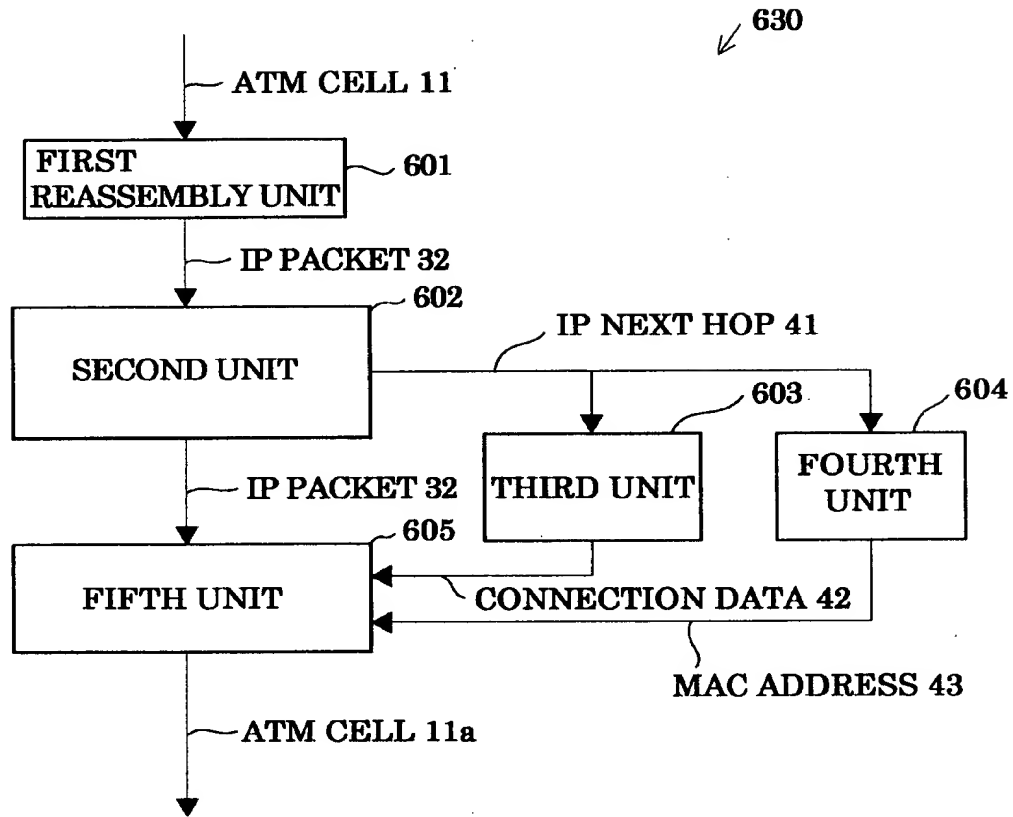 630
ATM CELL 11
FIRST
REASSEMBLY UNIT
601
IP PACKET 32
602
SECOND UNIT
IP NEXT HOP 41
603
604
THIRD UNIT
FOURTH
UNIT
IP PACKET 32
605
FIFTH UNIT
CONNECTION DATA 42
MAC ADDRESS 43
ATM CELL 11a